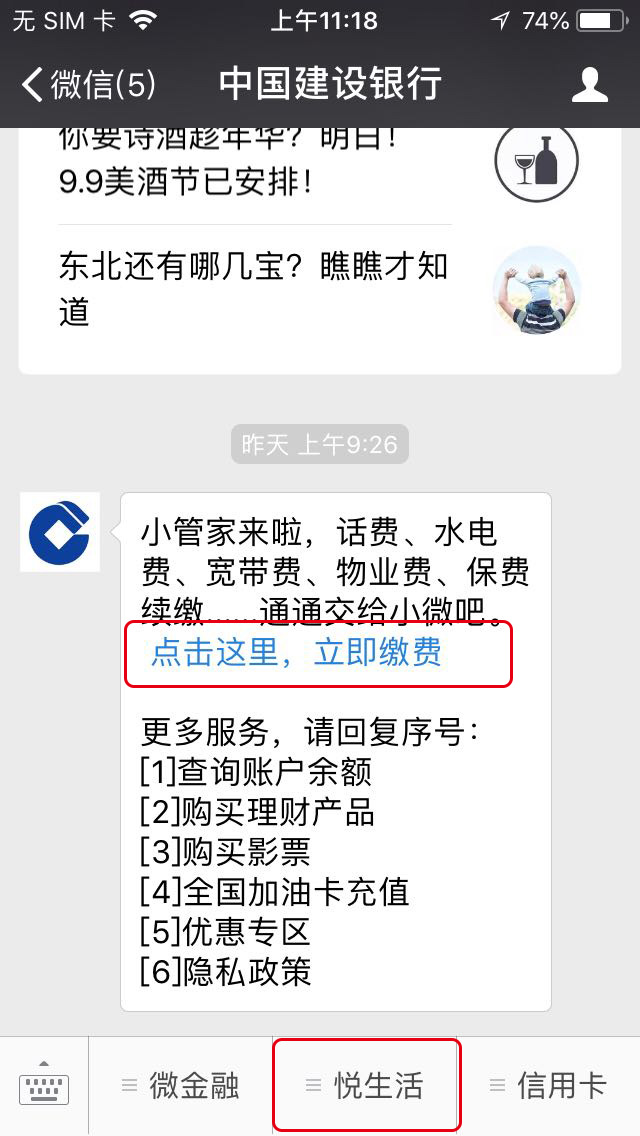 无 SIM 卡 上午11:18 74%
微信(5) 中国建设银行
你要诗酒趁年华？明日！
9.9美酒节已安排！
东北还有哪几宝？瞧瞧才知
道
昨天 上午9:26
小管家来啦，话费、水电
费、宽带费、物业费、保费
续缴......通通交给小微吧。
点击这里，立即缴费
更多服务，请回复序号：
[1]查询账户余额
[2]购买理财产品
[3]购买影票
[4]全国加油卡充值
[5]优惠专区
[6]隐私政策
微金融 悦生活 信用卡